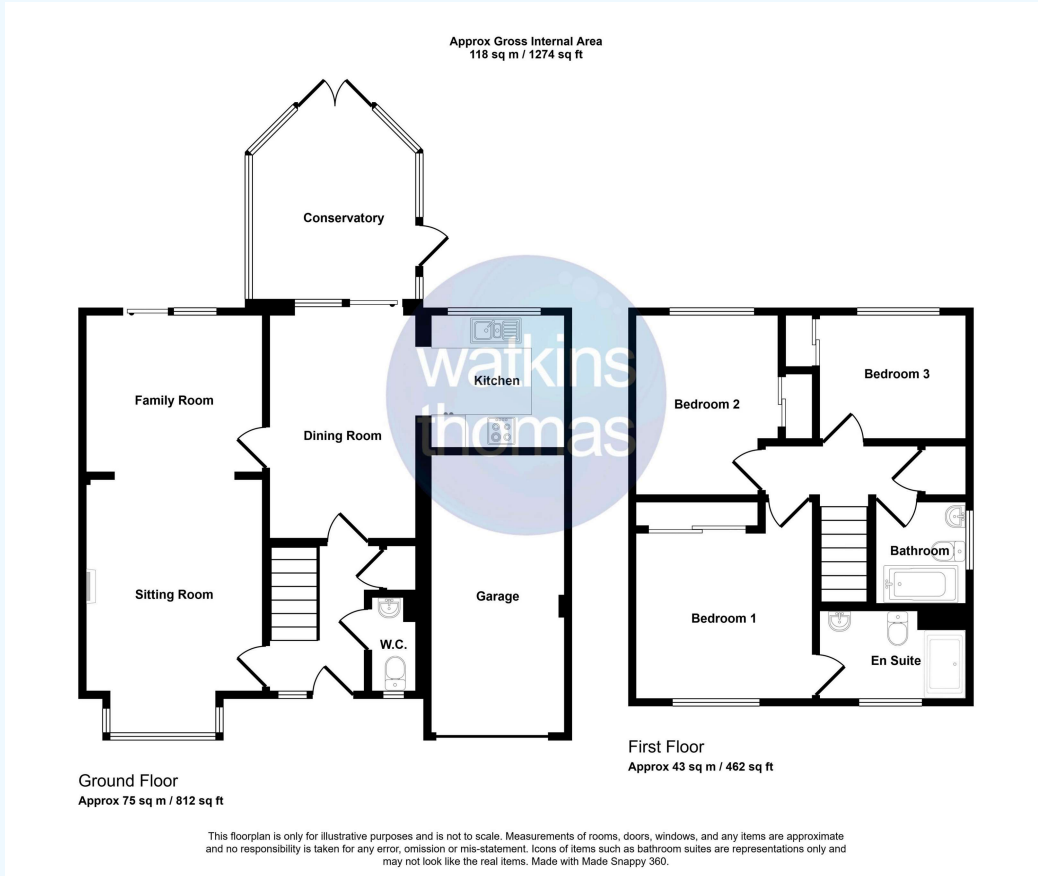 Approx Gross Internal Area
118 sq m / 1274 sq ft
Conservatory
watkins
thomas
Kitchen
Family Room
Dining Room
Bedroom 2
Bedroom 3
Sitting Room
Garage
W.C.
Bathroom
Bedroom 1
En Suite
Ground Floor
Approx 75 sq m / 812 sq ft
First Floor
Approx 43 sq m / 462 sq ft
This floorplan is only for illustrative purposes and is not to scale. Measurements of rooms, doors, windows, and any items are approximate
and no responsibility is taken for any error, omission or mis-statement. Icons of items such as bathroom suites are representations only and
may not look like the real items. Made with Made Snappy 360.